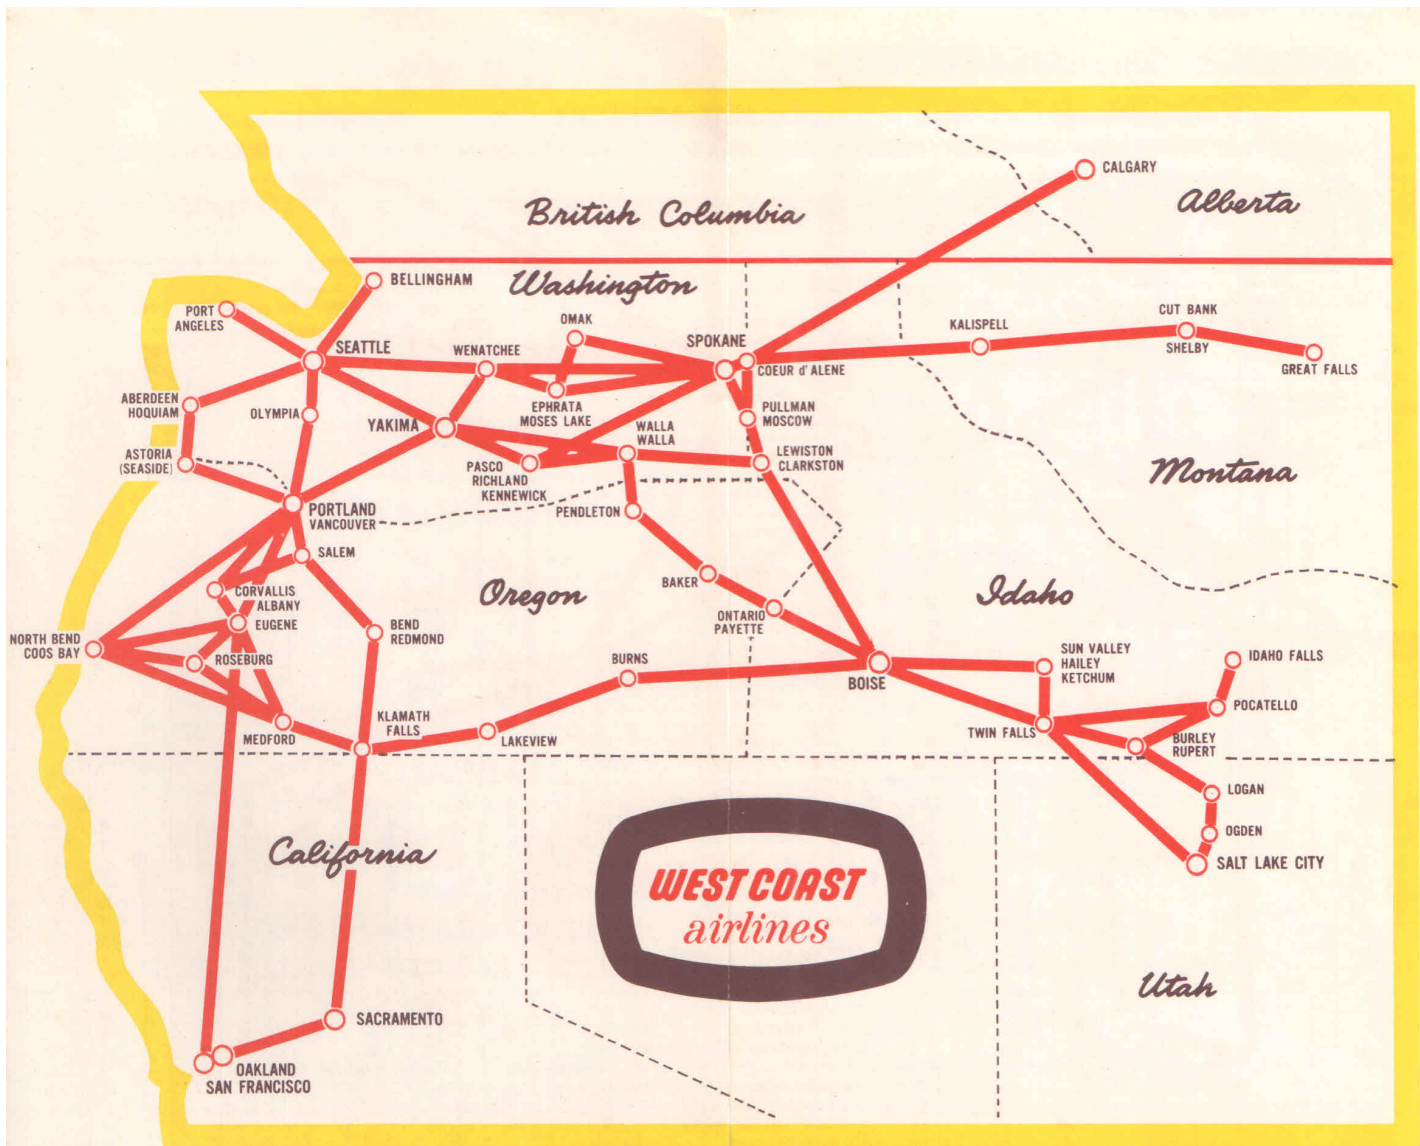 CALGARY
British Columbia
Alberta
BELLINGHAM
Washington
PORT
ANGELES
OMAK
CUT BANK
KALISPELL
SEATTLE
WENATCHEE
SPOKANE
SHELBY
COEUR d' ALENE
GREAT FALLS
ABERDEEN
HOQUIAM
OLYMPIA
YAKIMA
EPHRATA
MOSES LAKE
PULLMAN
MOSCOW
WALLA
WALLA
ASTORIA
(SEASIDE)
PASCO
RICHLAND
KENNEWICK
LEWISTON
CLARKSTON
Montana
PORTLAND
VANCOUVER
PENDLETON
SALEM
BAKER
CORVALLIS
ALBANY
Oregon
Idaho
EUGENE
BEND
REDMOND
ONTARIO
PAYETTE
NORTH BEND
COOS BAY
ROSEBURG
BURNS
BOISE
SUN VALLEY
HAILEY
KETCHUM
IDAHO FALLS
KLAMATH
FALLS
POCATELLO
MEDFORD
LAKEVIEW
TWIN FALLS
BURLEY
RUPERT
LOGAN
OGDEN
California
SALT LAKE CITY
WEST COAST
airlines
Utah
SACRAMENTO
OAKLAND
SAN FRANCISCO